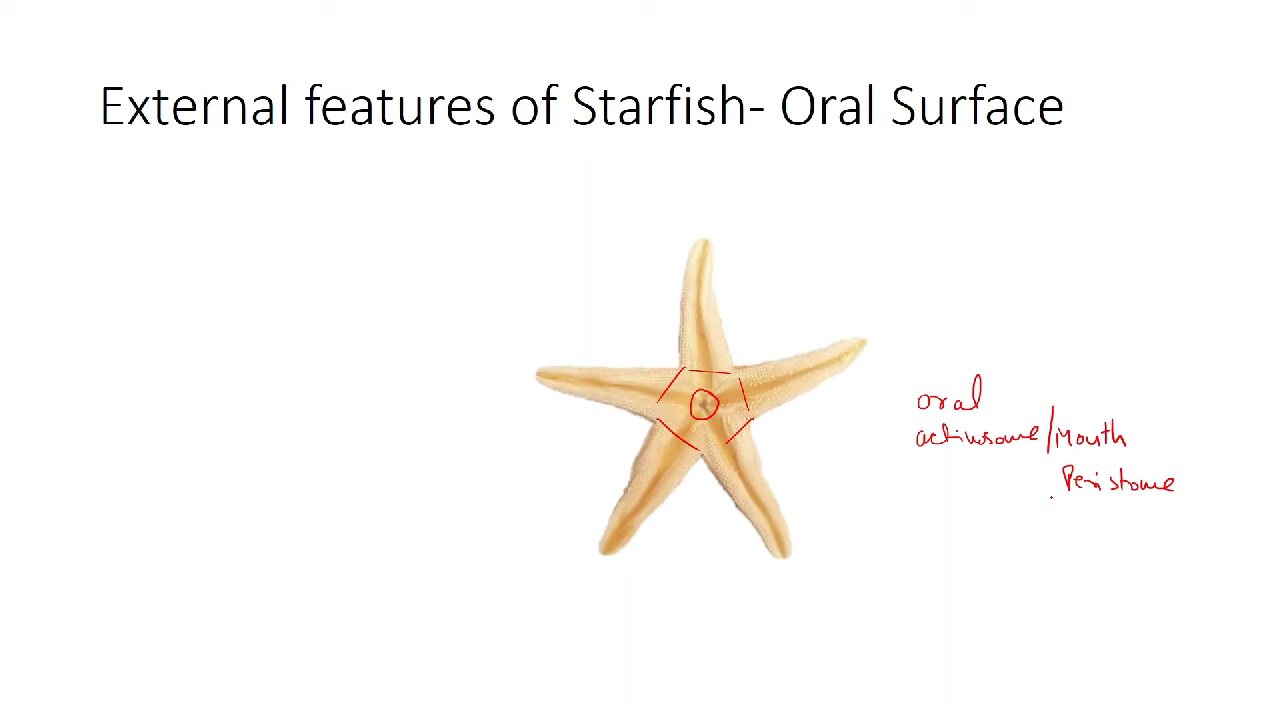 External features of Starfish- Oral Surface
oral
actinosome/Mouth
Peristome